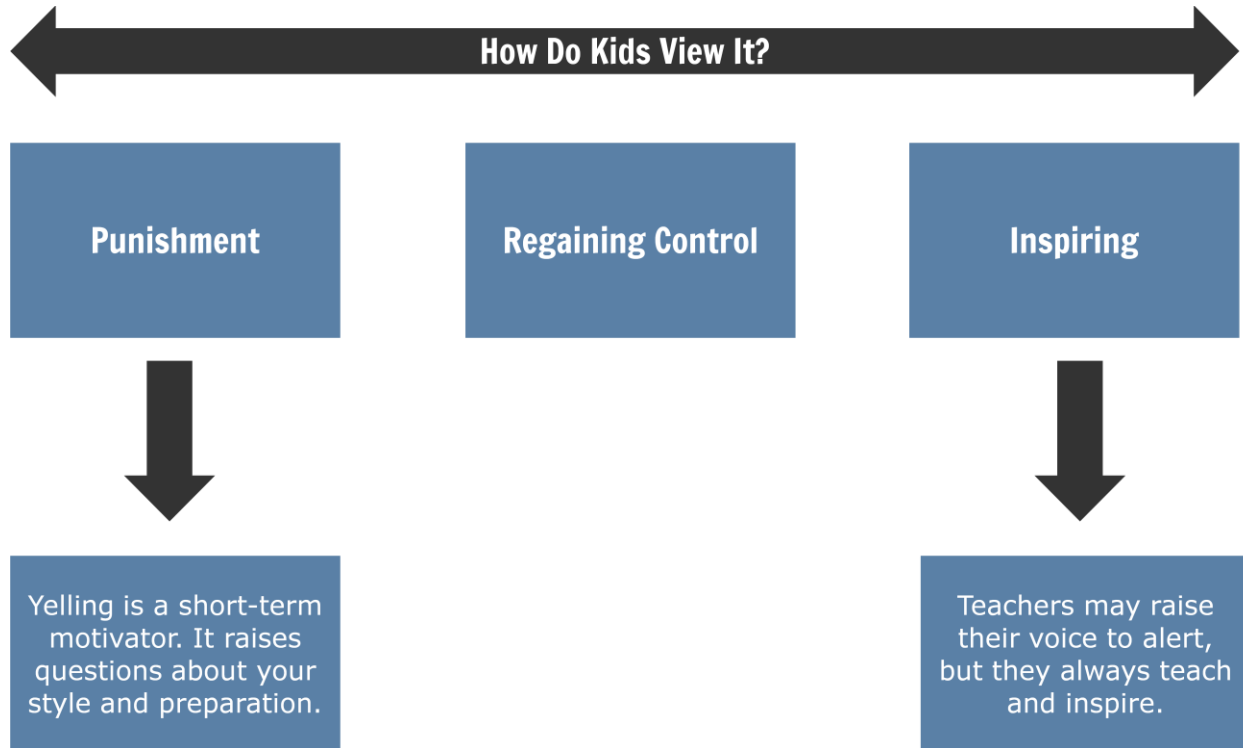 How Do Kids View It?
Punishment
Regaining Control
Inspiring
Yelling is a short-term
motivator. It raises
questions about your
style and preparation.
Teachers may raise
their voice to alert,
but they always teach
and inspire.